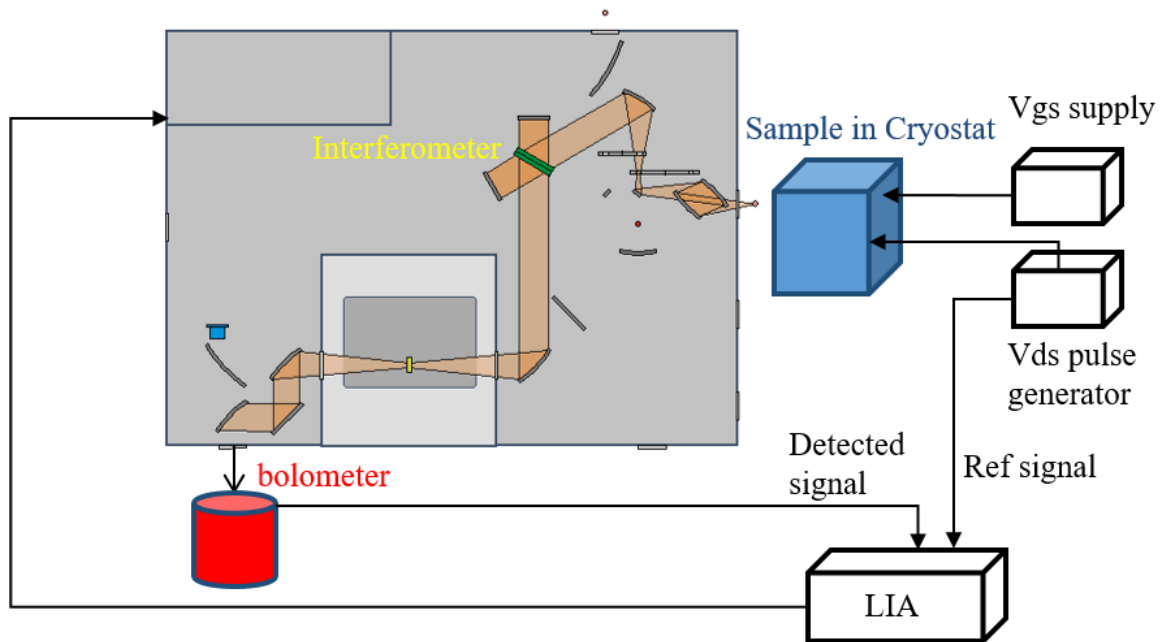 Interferometer
Sample in Cryostat
Vgs supply
Vds pulse
generator
bolometer
Detected
signal
Ref signal
LIA